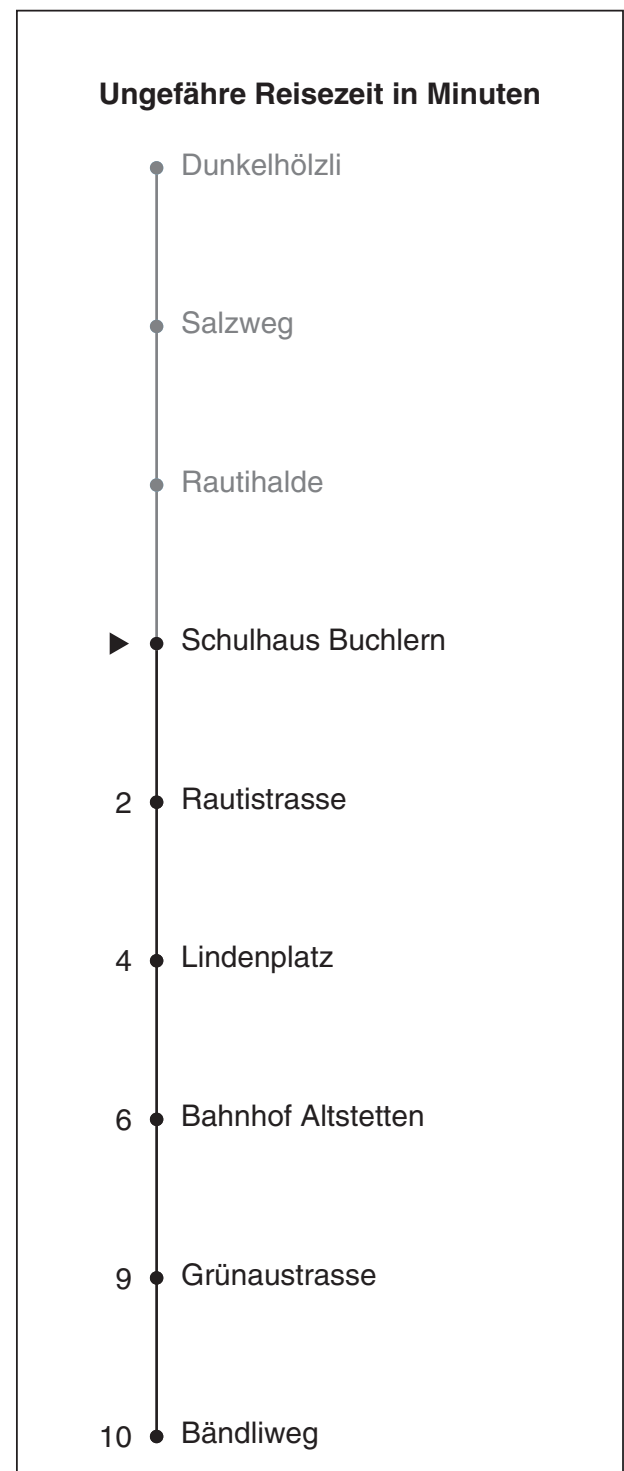 Ungefähre Reisezeit in Minuten
Dunkelhölzli
Salzweg
Rautihalde
Schulhaus Buchlern
2 Rautistrasse
4 Lindenplatz
6 Bahnhof Altstetten
9 Grünaustrasse
10 Bändliweg